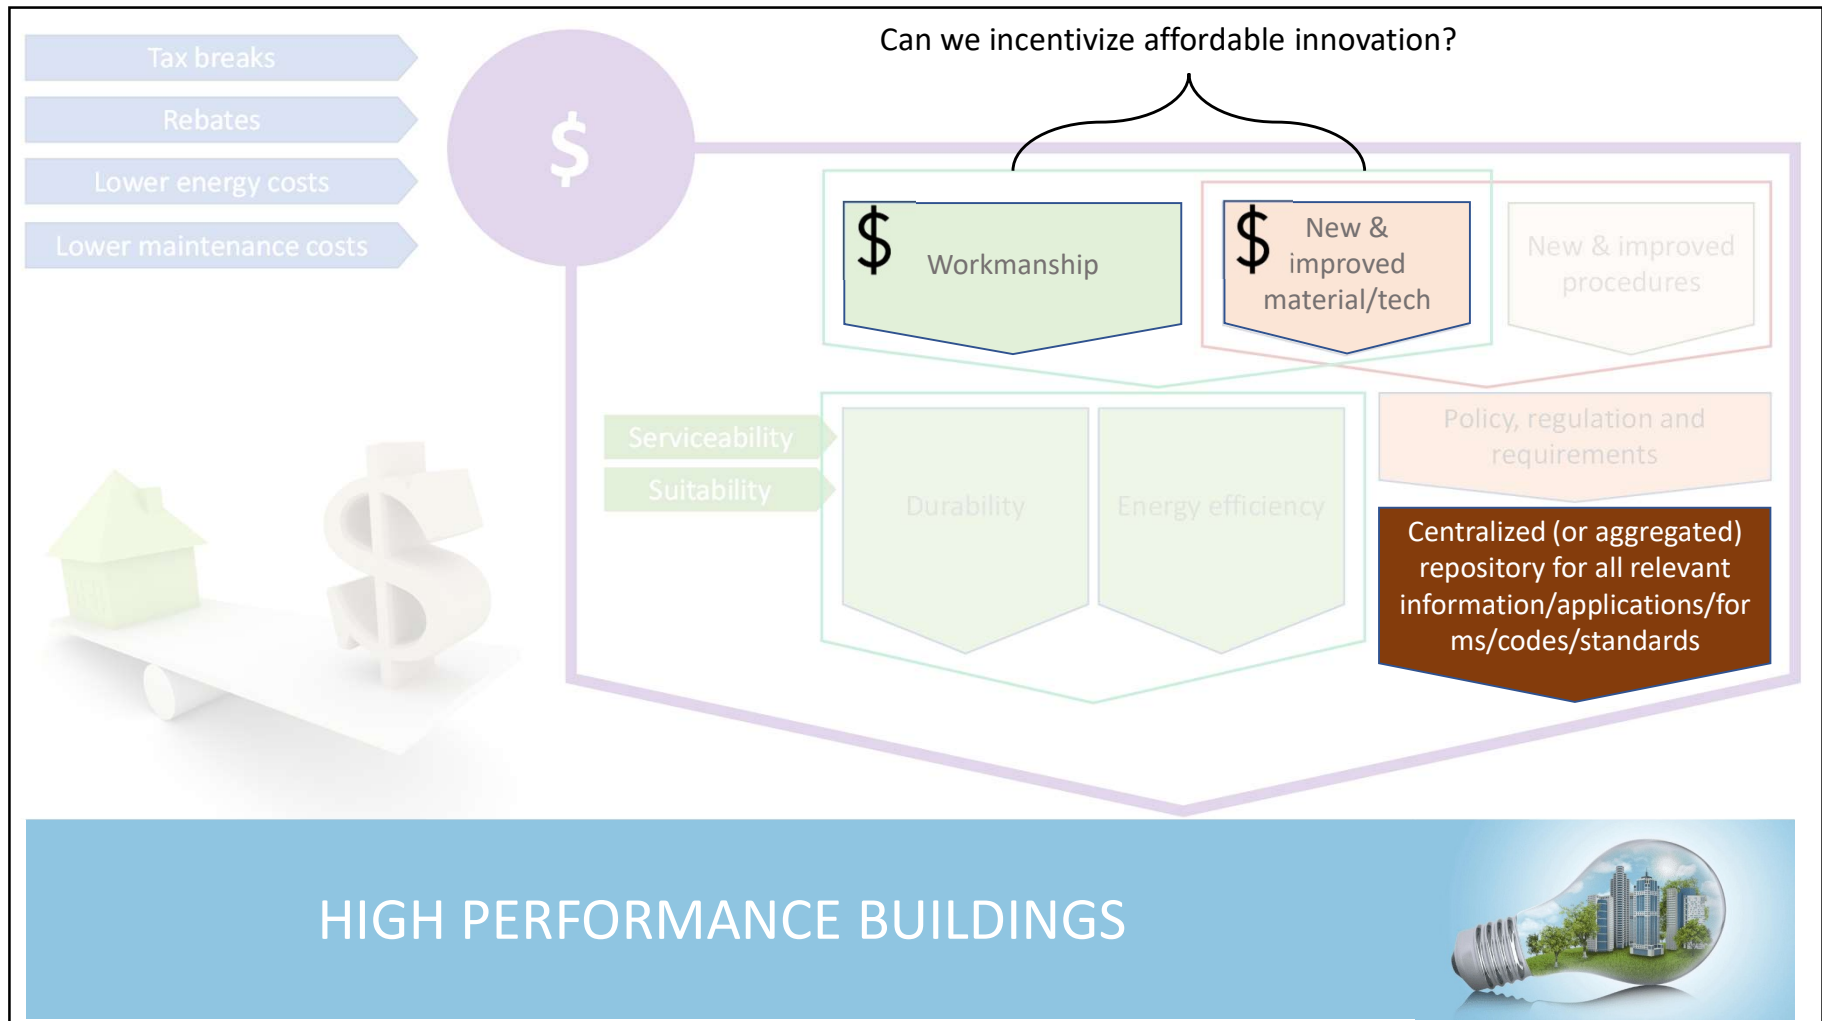 Can we incentivize affordable innovation?
Tax breaks
Rebates
Lower energy costs
Lower maintenance costs
$
$
Workmanship
$
New &
improved
material/tech
New & improved
procedures
Serviceability
Suitability
Durability
Energy efficiency
Policy, regulation and
requirements
Centralized (or aggregated)
repository for all relevant
information/applications/for
ms/codes/standards
HIGH PERFORMANCE BUILDINGS